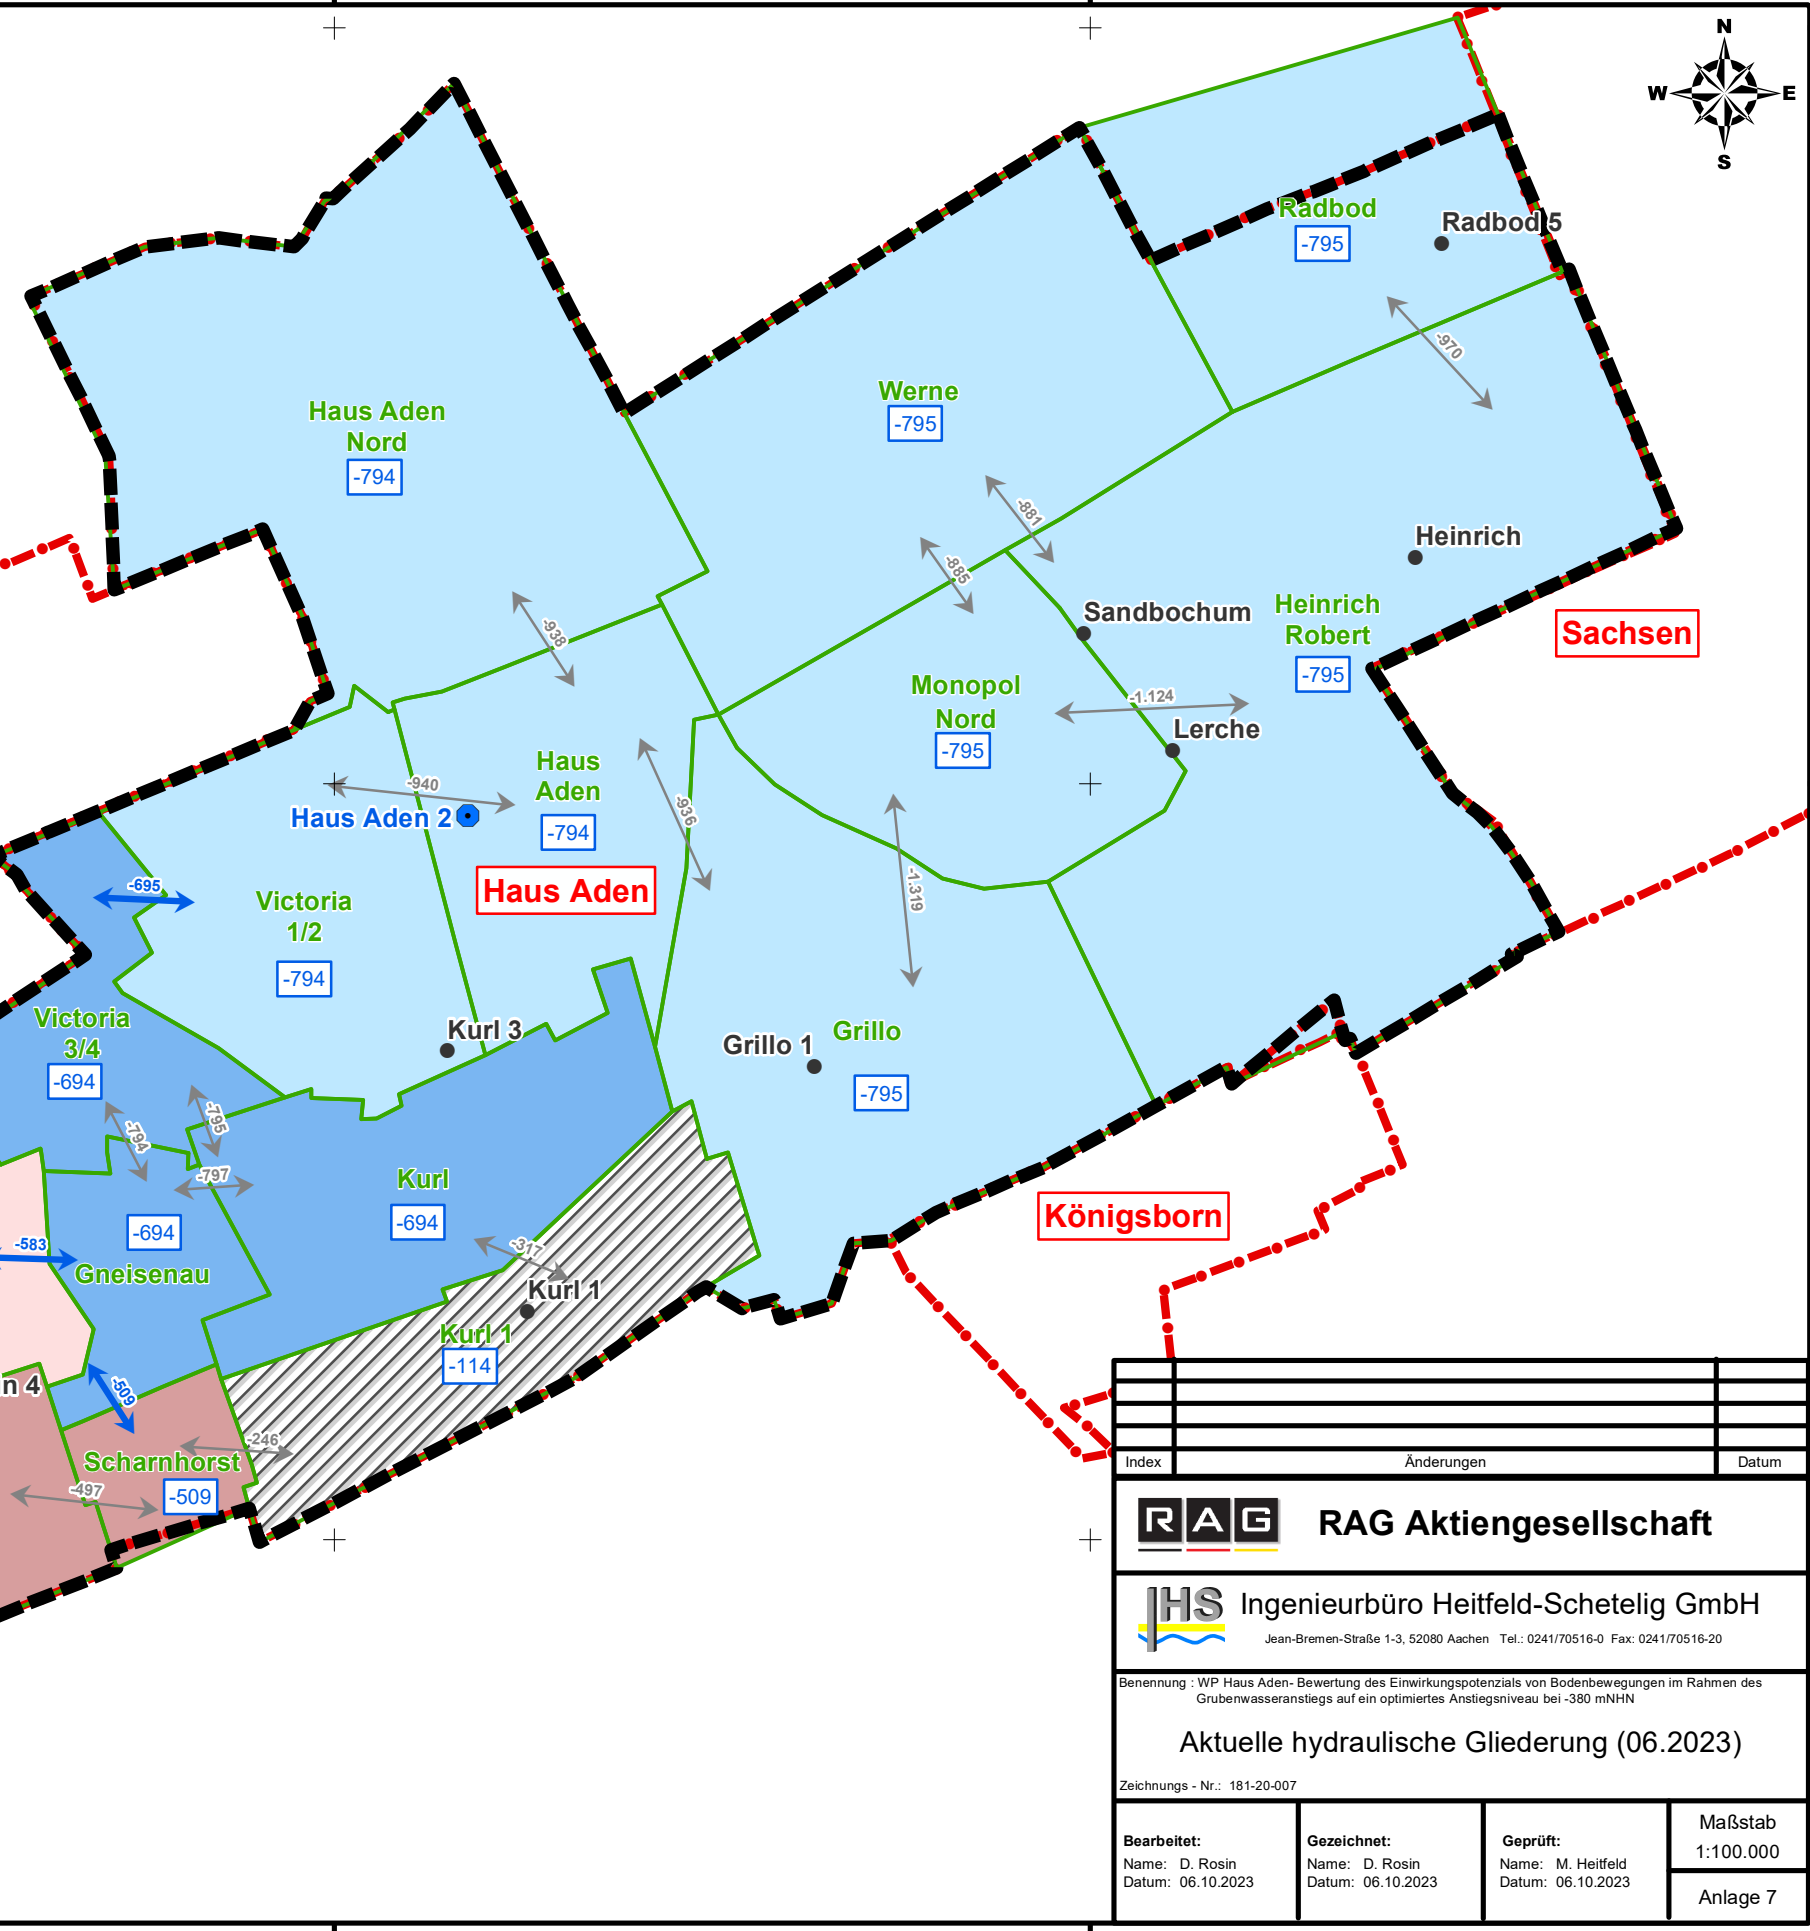 N
W
E
S
Radbod
-795
Radbod 5
-970
Werne
-795
Haus Aden
Nord
-794
-881
-885
Heinrich
Sandbochum
Heinrich
Robert
-795
Sachsen
-938
Monopol
Nord
-795
-1.124
Lerche
Haus
Aden
-794
-940
Haus Aden 2
-936
Haus Aden
-695
Victoria
1/2
-794
-1.319
Victoria
3/4
-694
Kurl 3
Grillo 1
Grillo
-795
-795
-794
-797
Kurl
-694
Königsborn
-694
-583
Gneisenau
-317
Kurl 1
Kurl 1
-114
n 4
-509
-246
Scharnhorst
-509
-497
Index
Änderungen
Datum
RAG
RAG Aktiengesellschaft
IHS
Ingenieurbüro Heitfeld-Schetelig GmbH
Jean-Bremen-Straße 1-3, 52080 Aachen Tel.: 0241/70516-0 Fax: 0241/70516-20
Benennung : WP Haus Aden- Bewertung des Einwirkungspotenzials von Bodenbewegungen im Rahmen des
Grubenwasseranstiegs auf ein optimiertes Anstiegsniveau bei -380 mNHN
Aktuelle hydraulische Gliederung (06.2023)
Zeichnungs - Nr.: 181-20-007
Bearbeitet:
Name: D. Rosin
Datum: 06.10.2023
Gezeichnet:
Name: D. Rosin
Datum: 06.10.2023
Geprüft:
Name: M. Heitfeld
Datum: 06.10.2023
Maßstab
1:100.000
Anlage 7